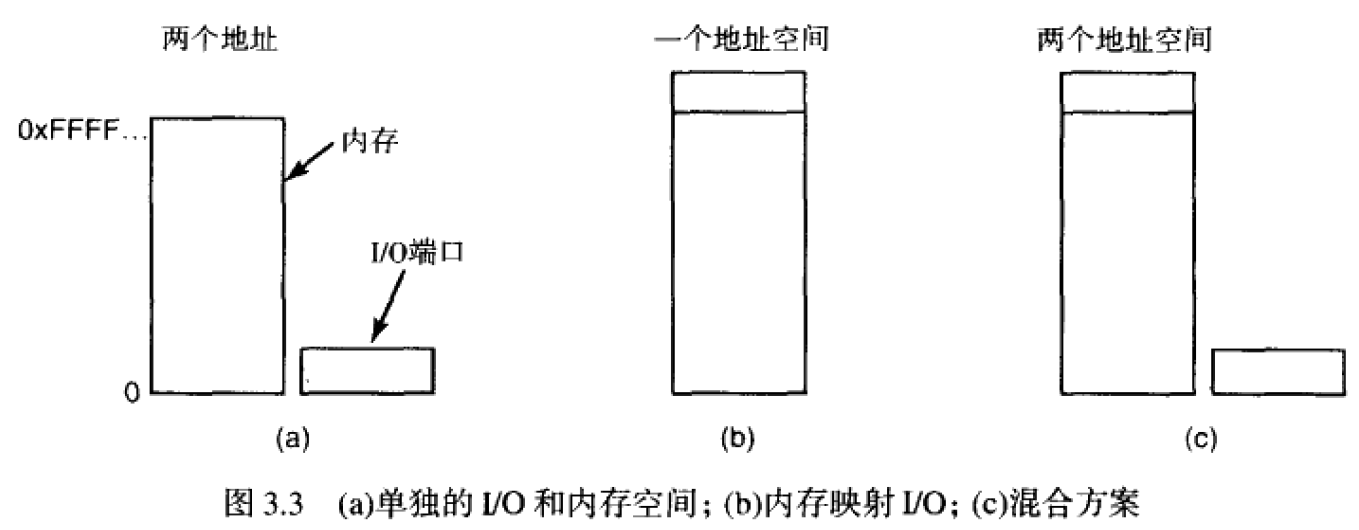 两个地址
一个地址空间
两个地址空间
0xFFFF...
内存
I/O端口
0
(a)
(b)
(c)
图 3.3 (a)单独的 I/O 和内存空间; (b)内存映射 I/O; (c)混合方案